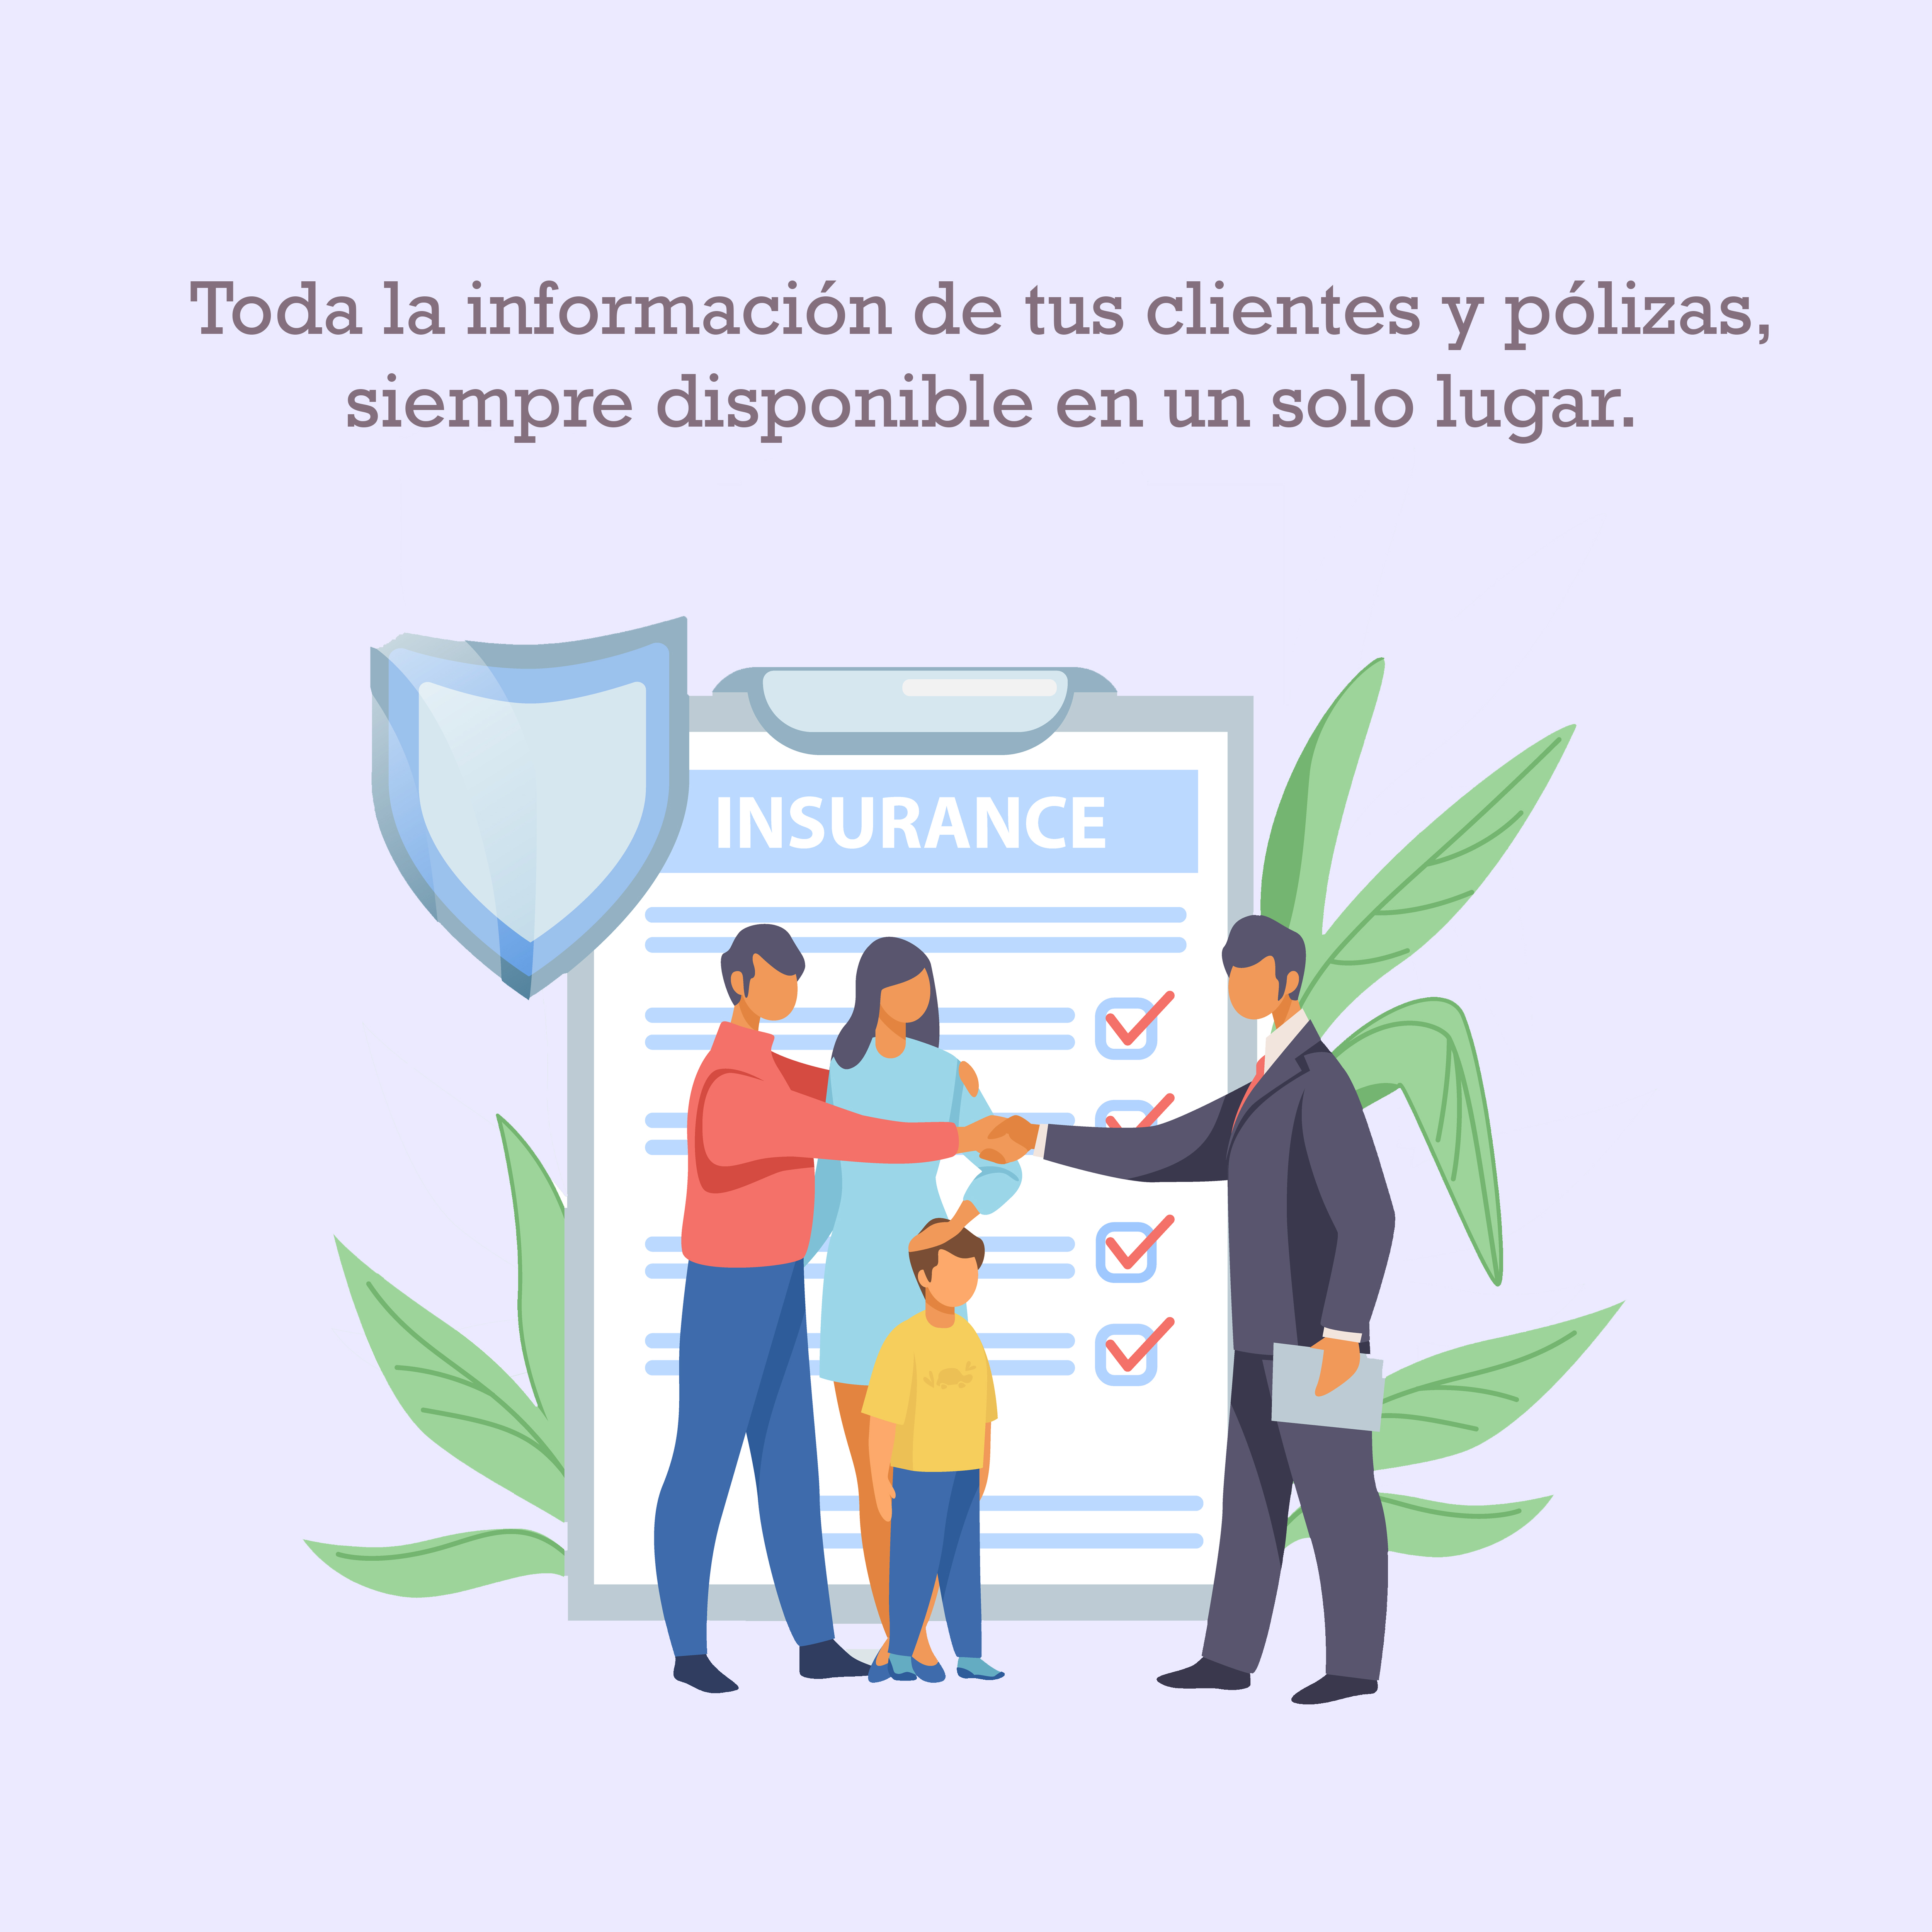 Toda la información de tus clientes y pólizas,
siempre disponible en un solo lugar.
INSURANCE